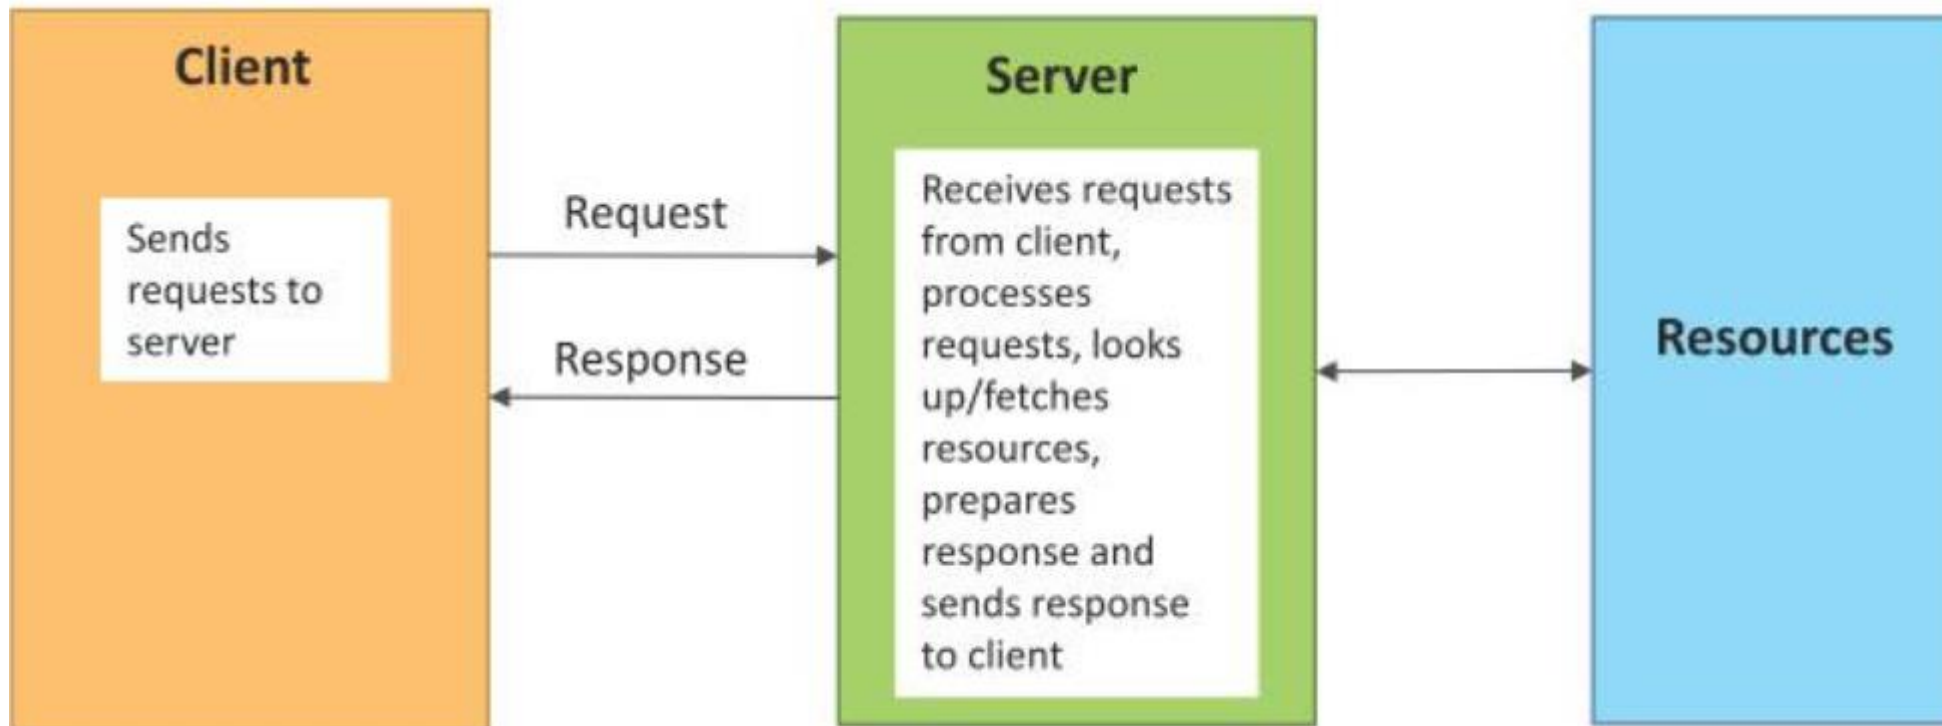 Client
Sends
requests to
server
Request
Response
Server
Receives requests
from client,
processes
requests, looks
up/fetches
resources,
prepares
response and
sends response
to client
Resources